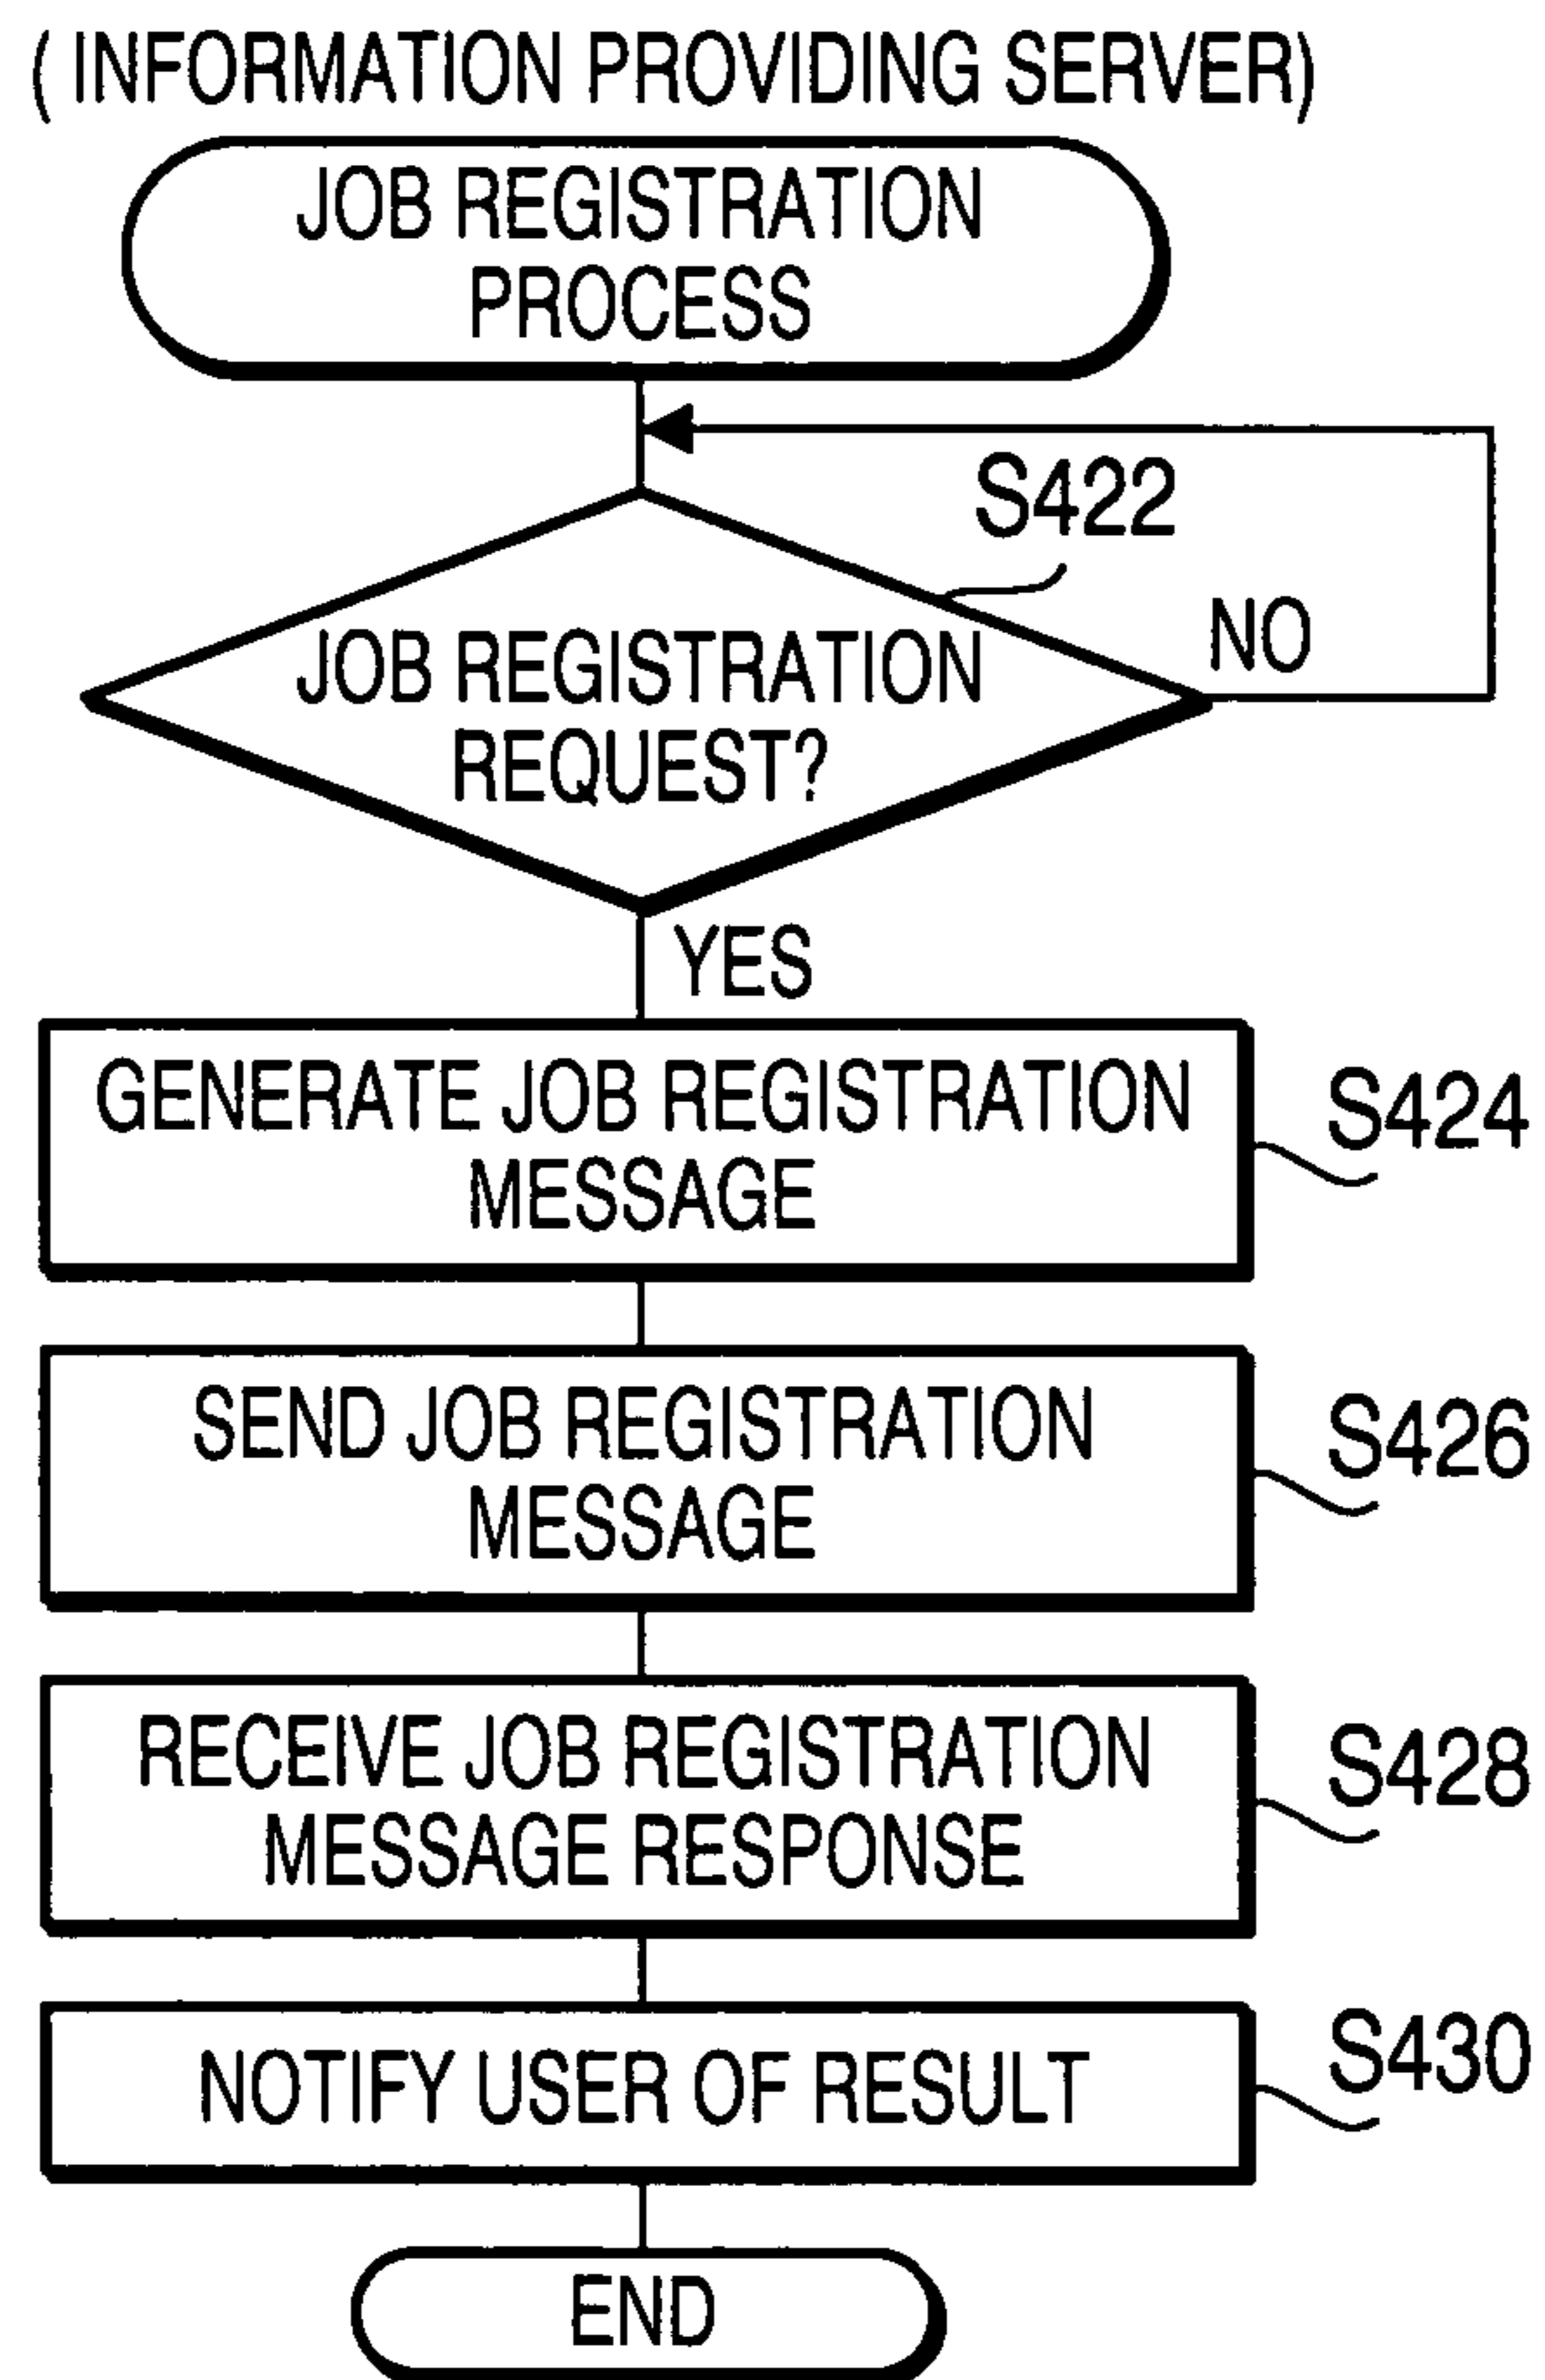 ( INFORMATION PROVIDING SERVER)
JOB REGISTRATION
PROCESS
S422
JOB REGISTRATION
REQUEST?
NO
YES
GENERATE JOB REGISTRATION
MESSAGE
S424
SEND JOB REGISTRATION
MESSAGE
S426
RECEIVE JOB REGISTRATION
MESSAGE RESPONSE
S428
NOTIFY USER OF RESULT
S430
END